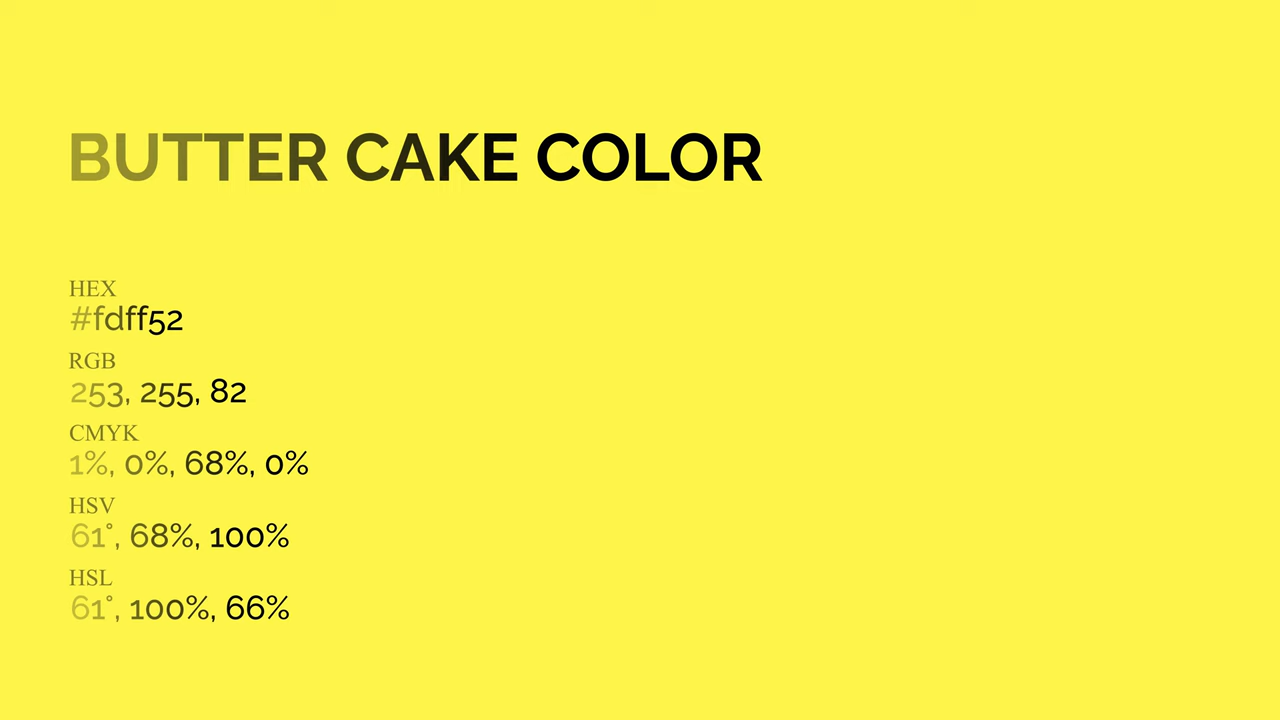 BUTTER CAKE COLOR
HEX
#fdff52
RGB
253, 255, 82
CMYK
1%, 0%, 68%, 0%
HSV
61°, 68%, 100%
HSL
61°, 100%, 66%